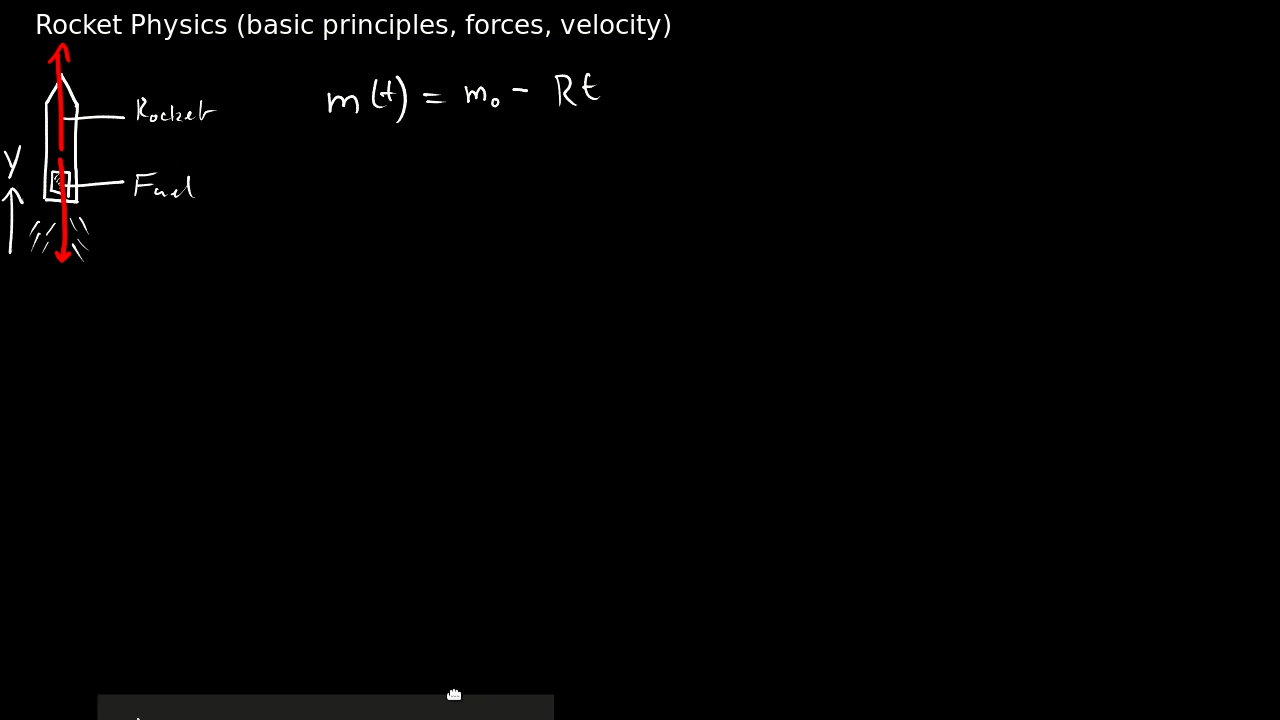 Rocket Physics (basic principles, forces, velocity)
m(t) = m₀ - Rt
Rocket
y
Fuel